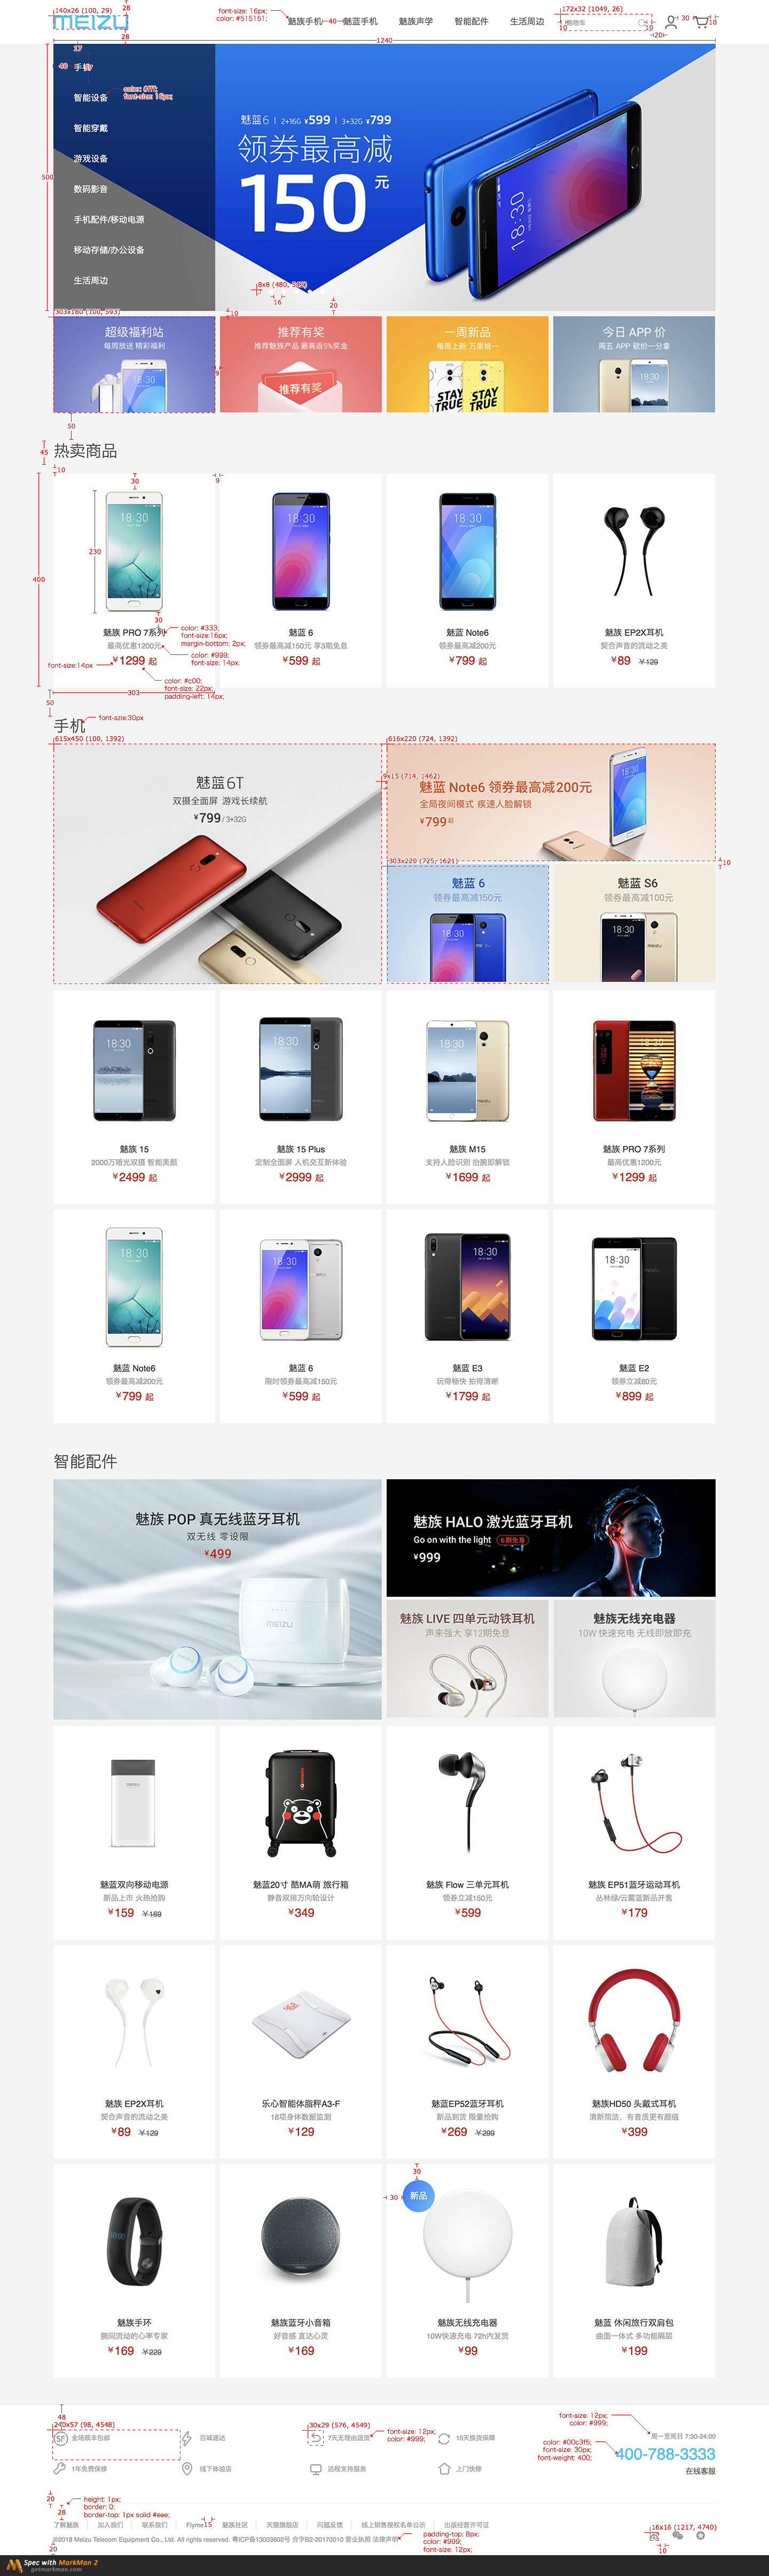 140x26 (100, 29)
28
28
MEIZU
font-size: 16px;
color: #515151;
魅族手机
40
魅蓝手机
魅族声学
智能配件
生活周边
172x32 (1049, 26)
购物车
10
10
20
30
10
1240
17
40
手机
color: #fff;
font-size: 16px;
智能设备
智能穿戴
游戏设备
数码影音
手机配件/移动电源
移动存储/办公设备
生活周边
500
魅蓝6 | 2+16G ¥599 | 3+32G ¥799
领券最高减
150元
18:30
16
20
303x180 (100, 593)
10
超级福利站
每周放送 精彩福利
推荐有奖
推荐魅族产品 最高返5%奖金
推荐有奖
一周新品
每周上新 万里挑一
STAY TRUE
STAY TRUE
今日 APP 价
周五 APP 砍价一分拿
9
50
45
热卖商品
10
30
9
400
230
30
魅族 PRO 7系列
最高优惠1200元
¥1299 起
color: #333;
font-size:16px;
margin-bottom: 2px;
color: #999;
font-size: 14px;
font-size:14px
color: #c00;
font-size: 22px;
padding-left: 14px;
魅蓝 6
领券最高减150元 享3期免息
¥599 起
魅蓝 Note6
领券最高减200元
¥799 起
魅族 EP2X耳机
契合声音的流动之美
¥89 ¥129
303
50
手机
font-szie:30px
615x450 (100, 1392)
616x220 (724, 1392)
魅蓝6T
双摄全面屏 游戏长续航
¥799 / 3+32G
9x15 (714, 1462)
魅蓝 Note6 领券最高减200元
全局夜间模式 疾速人脸解锁
¥799起
303x220 (725, 1621)
10
魅蓝 6
领券最高减150元
魅蓝 S6
领券最高减100元
魅族 15
2000万暗光双摄 智能美颜
¥2499 起
魅族 15 Plus
定制全面屏 人机交互新体验
¥2999 起
魅族 M15
支持人脸识别 抬腕即解锁
¥1699 起
魅族 PRO 7系列
最高优惠1200元
¥1299 起
魅蓝 Note6
领券最高减200元
¥799 起
魅蓝 6
限时领券最高减150元
¥599 起
魅蓝 E3
玩得畅快 拍得清晰
¥1799 起
魅蓝 E2
领券立减80元
¥899 起
智能配件
魅族 POP 真无线蓝牙耳机
双无线 零设限
¥499
MEIZU
魅族 HALO 激光蓝牙耳机
Go on with the light 6期免息
¥999
魅族 LIVE 四单元动铁耳机
声来强大 享12期免息
魅族无线充电器
10W 快速充电 无线即放即充
魅蓝双向移动电源
新品上市 火热抢购
¥159 ¥169
魅蓝20寸 酷MA萌 旅行箱
静音双排万向轮设计
¥349
魅族 Flow 三单元耳机
领券立减150元
¥599
魅族 EP51蓝牙运动耳机
丛林绿/云雾蓝新品开售
¥179
魅族 EP2X耳机
契合声音的流动之美
¥89 ¥129
乐心智能体脂秤A3-F
18项身体数据监测
¥129
魅蓝EP52蓝牙耳机
新品到货 限量抢购
¥269 ¥299
魅族HD50 头戴式耳机
清新简洁，有音质更有颜值
¥399
30
30
新品
魅族手环
腕间流动的心率专家
¥169 ¥229
魅族蓝牙小音箱
好音感 直达心灵
¥169
魅族无线充电器
10W快速充电 72h内发货
¥99
魅蓝 休闲旅行双肩包
曲面一体式 多功能隔层
¥199
48
240x57 (98, 4548)
全场顺丰包邮
百城速达
30x29 (576, 4549)
7天无理由退货
font-size: 12px;
color: #999;
15天换货保障
font-size: 12px;
color: #999;
周一至周日 7:30-24:00
color: #00c3f5;
font-size: 30px;
font-weight: 400;
400-788-3333
在线客服
1年免费保修
线下体验店
远程支持服务
上门快修
20
28
height: 1px;
border: 0;
border-top: 1px solid #eee;
了解魅族
加入我们
联系我们
Flyme
15
魅族社区
天猫旗舰店
问题反馈
线上销售授权名单公示
出版经营许可证
©2018 Meizu Telecom Equipment Co., Ltd. All rights reserved. 粤ICP备13003602号 合字B2-20170010 营业执照 法律声明
padding-top: 8px;
color: #999;
font-size: 12px;
16x16 (1217, 4740)
10
20
Spec with MarkMan 2
getmarkman.com